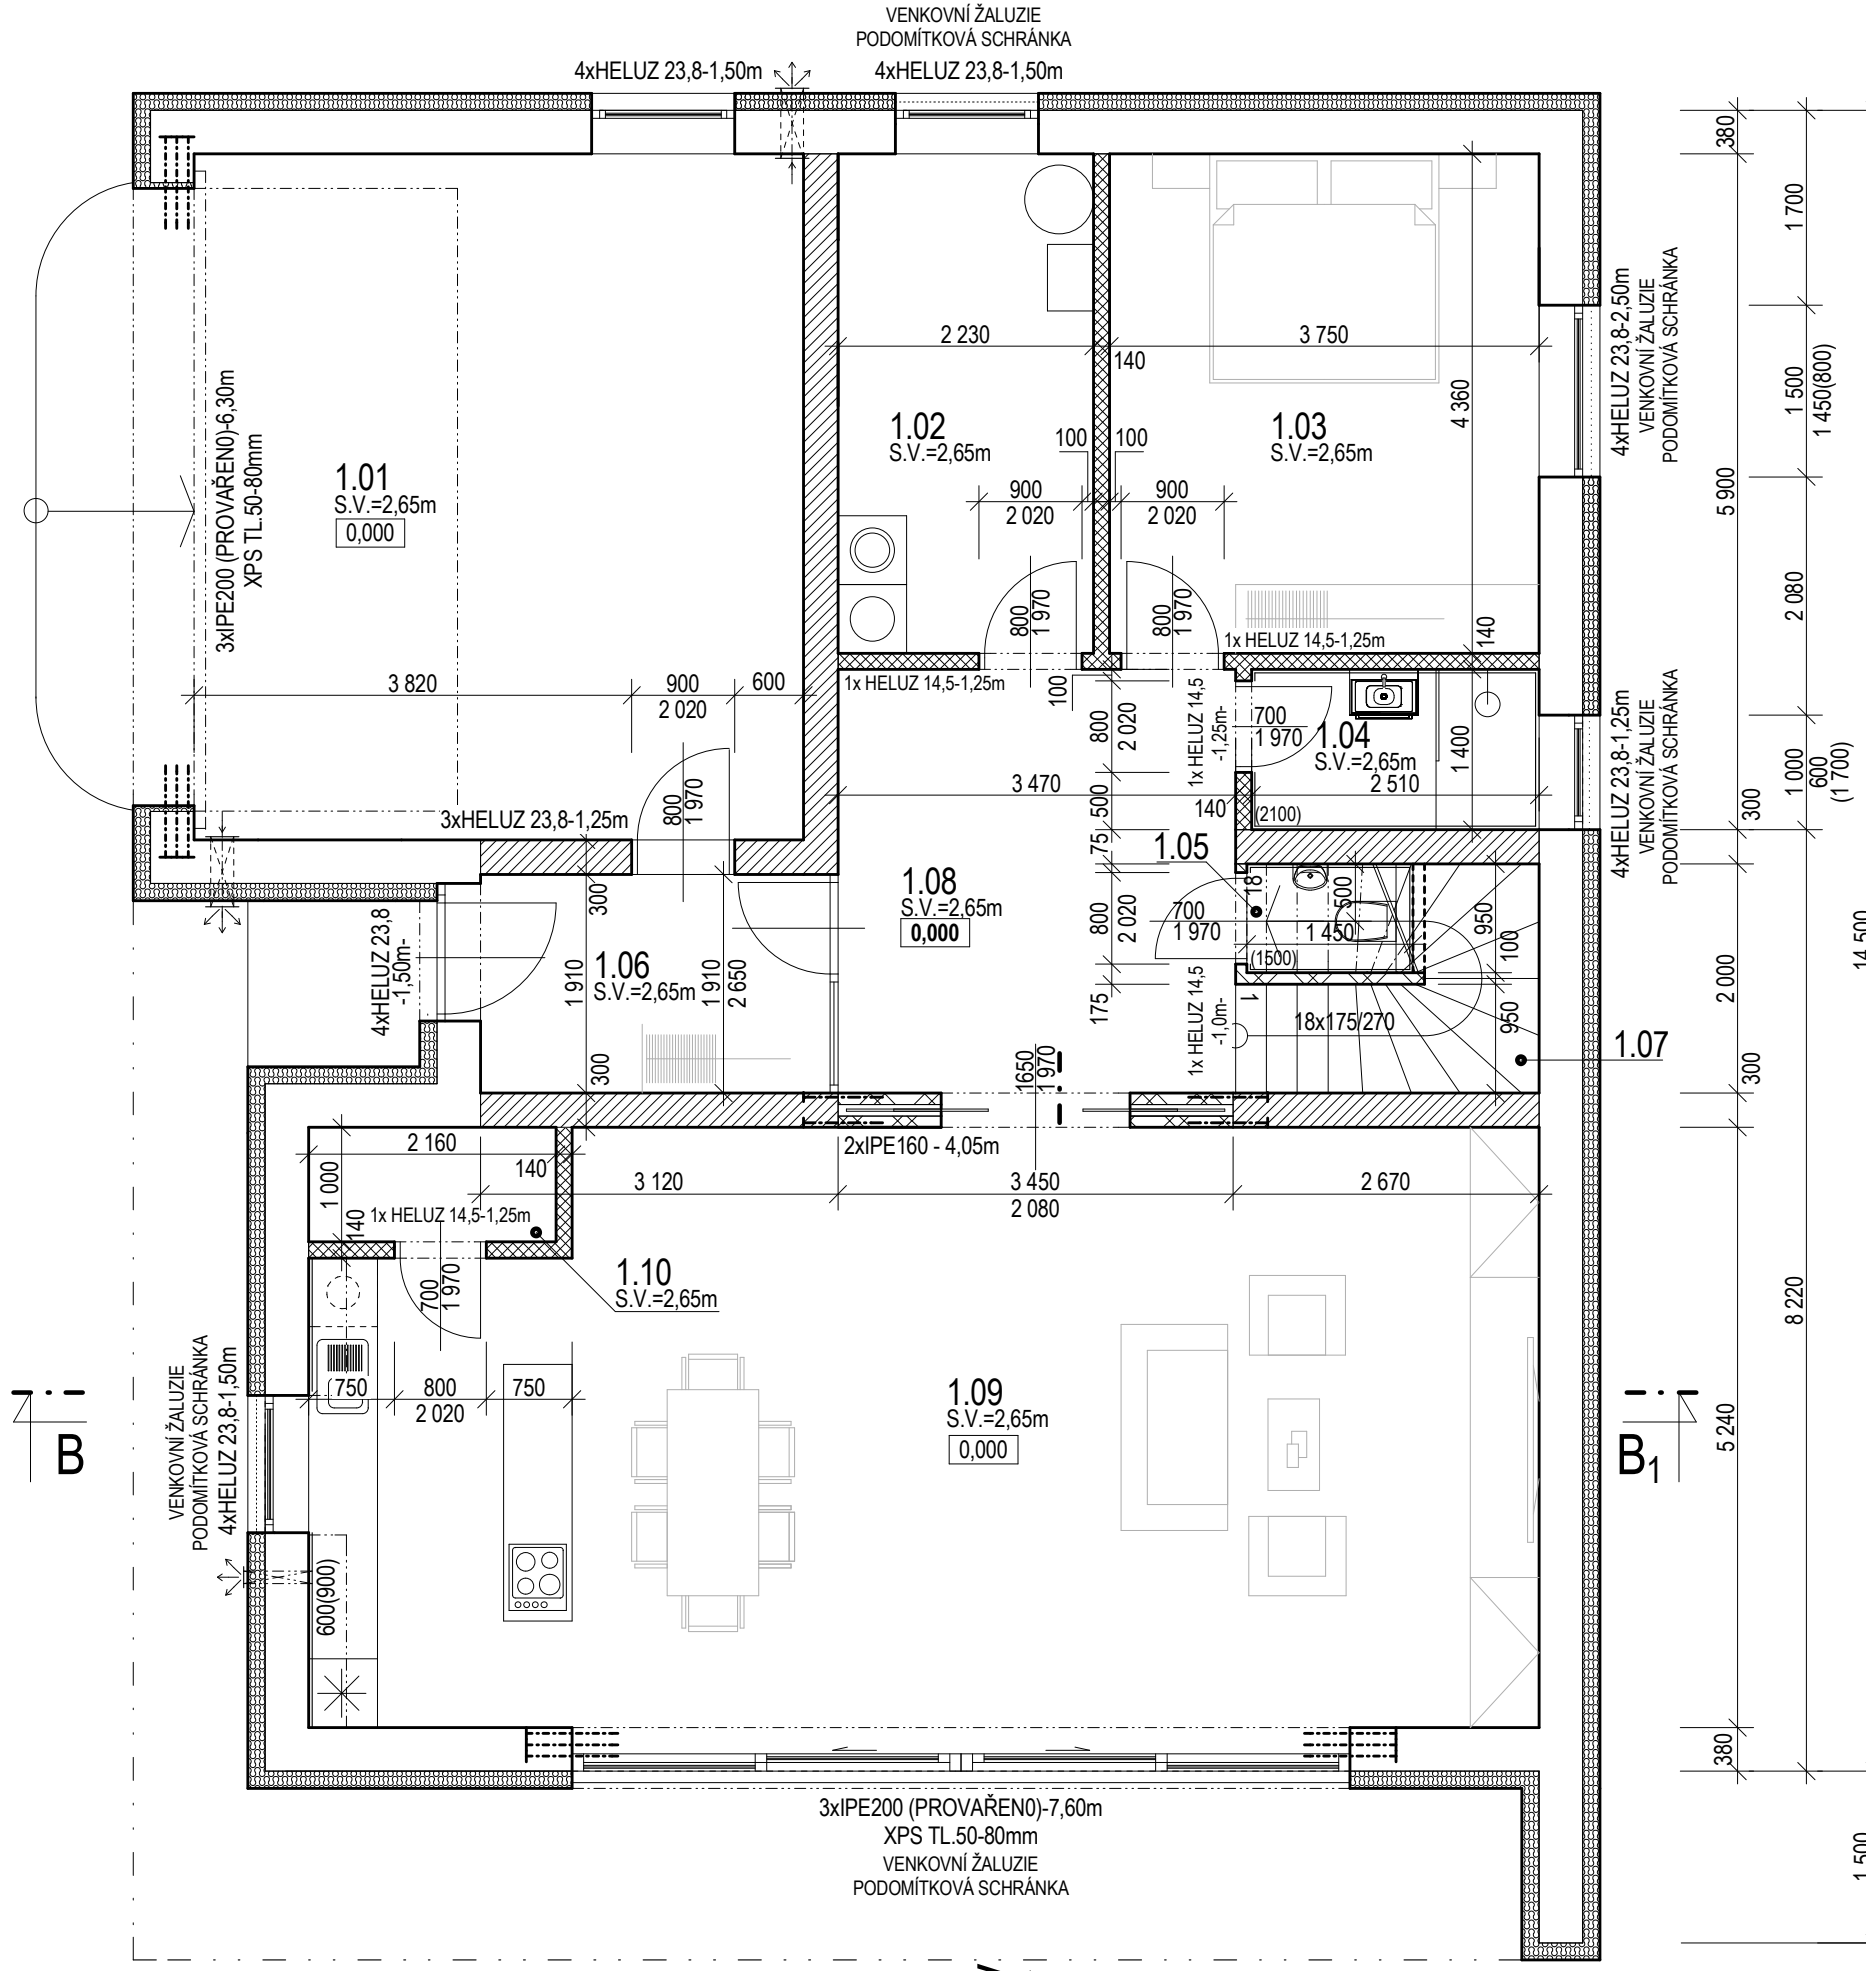 VENKOVNÍ ŽALUZIE
PODOMÍTKOVÁ SCHRÁNKA
4xHELUZ 23,8-1,50m
4xHELUZ 23,8-1,50m
380
1 700
4xHELUZ 23,8-2,50m
VENKOVNÍ ŽALUZIE
PODOMÍTKOVÁ SCHRÁNKA
1 500
1 450(800)
5 900
2 080
2 230
140
3 750
4 360
3xIPE200 (PROVAŘEN0)-6,30m
XPS TL.50-80mm
1.01
S.V.=2,65m
0,000
1.02
S.V.=2,65m
1.03
S.V.=2,65m
100
100
900
2 020
900
2 020
800
1 970
800
1 970
1x HELUZ 14,5-1,25m
140
1x HELUZ 14,5-1,25m
3 820
900
2 020
600
100
800
2 020
1x HELUZ 14,5
-1,25m-
700
1 970
1.04
S.V.=2,65m
1 400
2 510
4xHELUZ 23,8-1,25m
VENKOVNÍ ŽALUZIE
PODOMÍTKOVÁ SCHRÁNKA
1 000
600
(1 700)
300
3 470
140
(2100)
500
75
3xHELUZ 23,8-1,25m
800
1 970
1.05
1.08
S.V.=2,65m
0,000
800
2 020
175
700
1 970
18
500
1 450
(1500)
950
100
950
300
4xHELUZ 23,8
-1,50m-
1.06
S.V.=2,65m
1 910
1 910
2 650
300
1x HELUZ 14,5
-1,0m-
1
18x175/270
1.07
2 000
300
14 500
1650
1 970
2xIPE160 - 4,05m
2 160
140
1 000
140
1x HELUZ 14,5-1,25m
3 120
3 450
2 080
2 670
1.10
S.V.=2,65m
700
1 970
750
800
2 020
750
1.09
S.V.=2,65m
0,000
VENKOVNÍ ŽALUZIE
PODOMÍTKOVÁ SCHRÁNKA
4xHELUZ 23,8-1,50m
B
B1
5 240
8 220
600(900)
380
3xIPE200 (PROVAŘEN0)-7,60m
XPS TL.50-80mm
VENKOVNÍ ŽALUZIE
PODOMÍTKOVÁ SCHRÁNKA
1 500